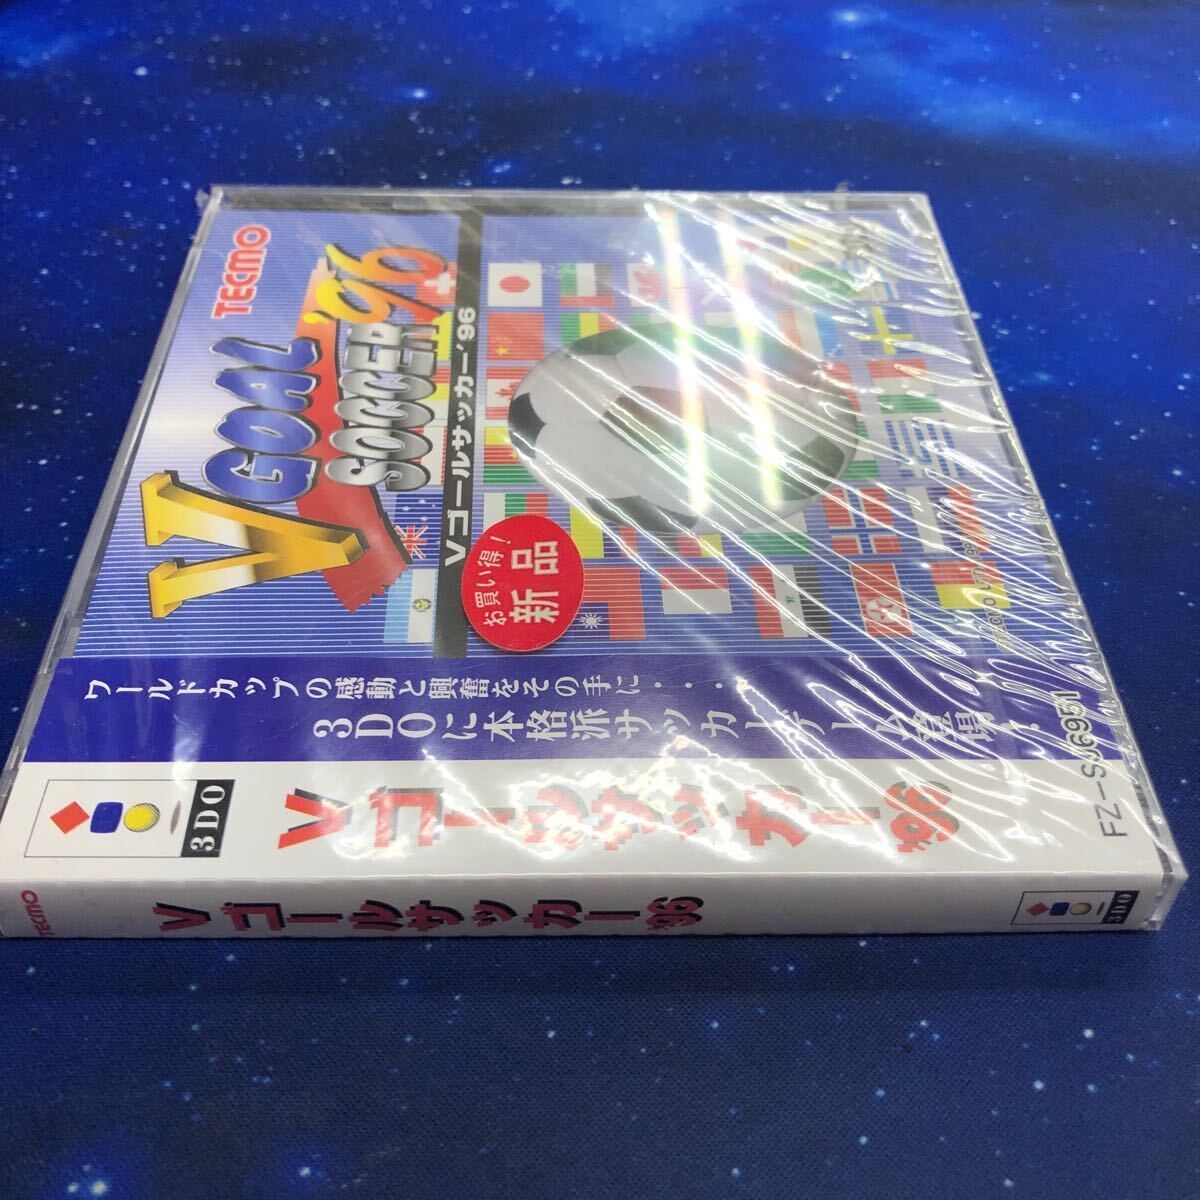 TECMO
V GOAL
SOCCER '96
Vゴールサッカー'96
お買い得!
新品
ワールドカップの感動と興奮をその手に・・・
3DOに本格派サッカーゲーム登場!!
3DO
Vゴールサッカー'96
FZ-SJ6951
TECMO
Vゴールサッカー'96
3DO